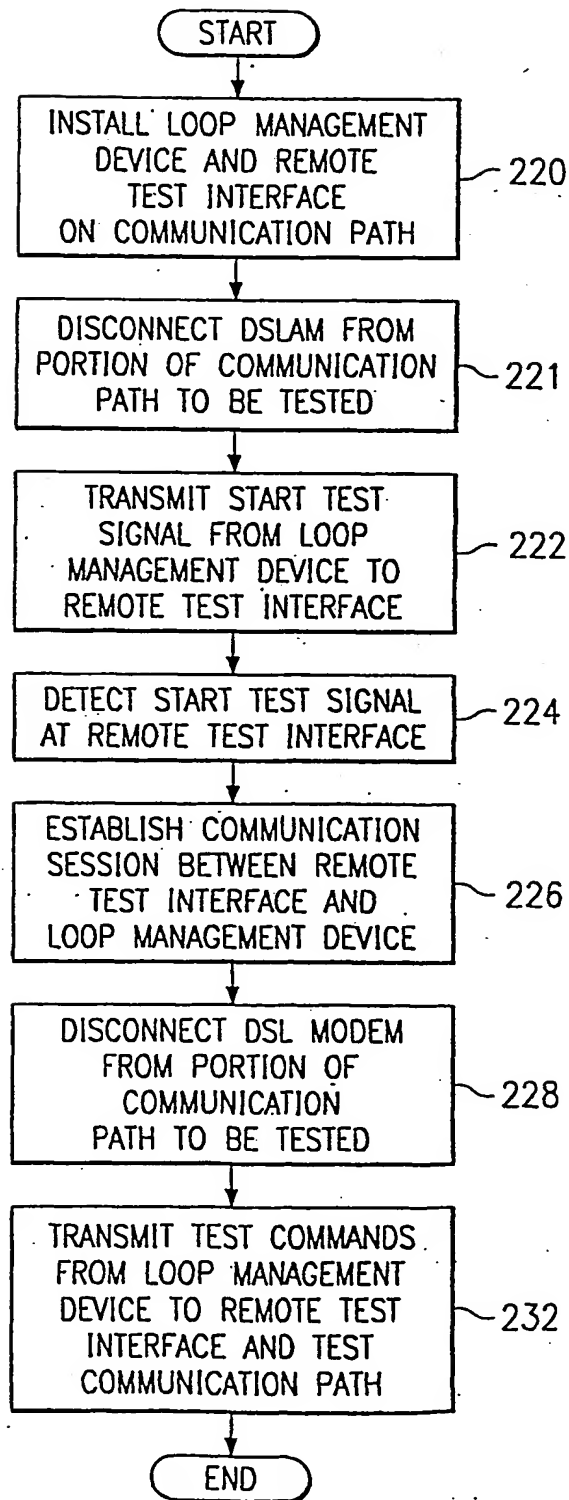 START
INSTALL LOOP MANAGEMENT
DEVICE AND REMOTE
TEST INTERFACE
ON COMMUNICATION PATH
220
DISCONNECT DSLAM FROM
PORTION OF COMMUNICATION
PATH TO BE TESTED
221
TRANSMIT START TEST
SIGNAL FROM LOOP
MANAGEMENT DEVICE TO
REMOTE TEST INTERFACE
222
DETECT START TEST SIGNAL
AT REMOTE TEST INTERFACE
224
ESTABLISH COMMUNICATION
SESSION BETWEEN REMOTE
TEST INTERFACE AND
LOOP MANAGEMENT DEVICE
226
DISCONNECT DSL MODEM
FROM PORTION OF
COMMUNICATION
PATH TO BE TESTED
228
TRANSMIT TEST COMMANDS
FROM LOOP MANAGEMENT
DEVICE TO REMOTE TEST
INTERFACE AND TEST
COMMUNICATION PATH
232
END